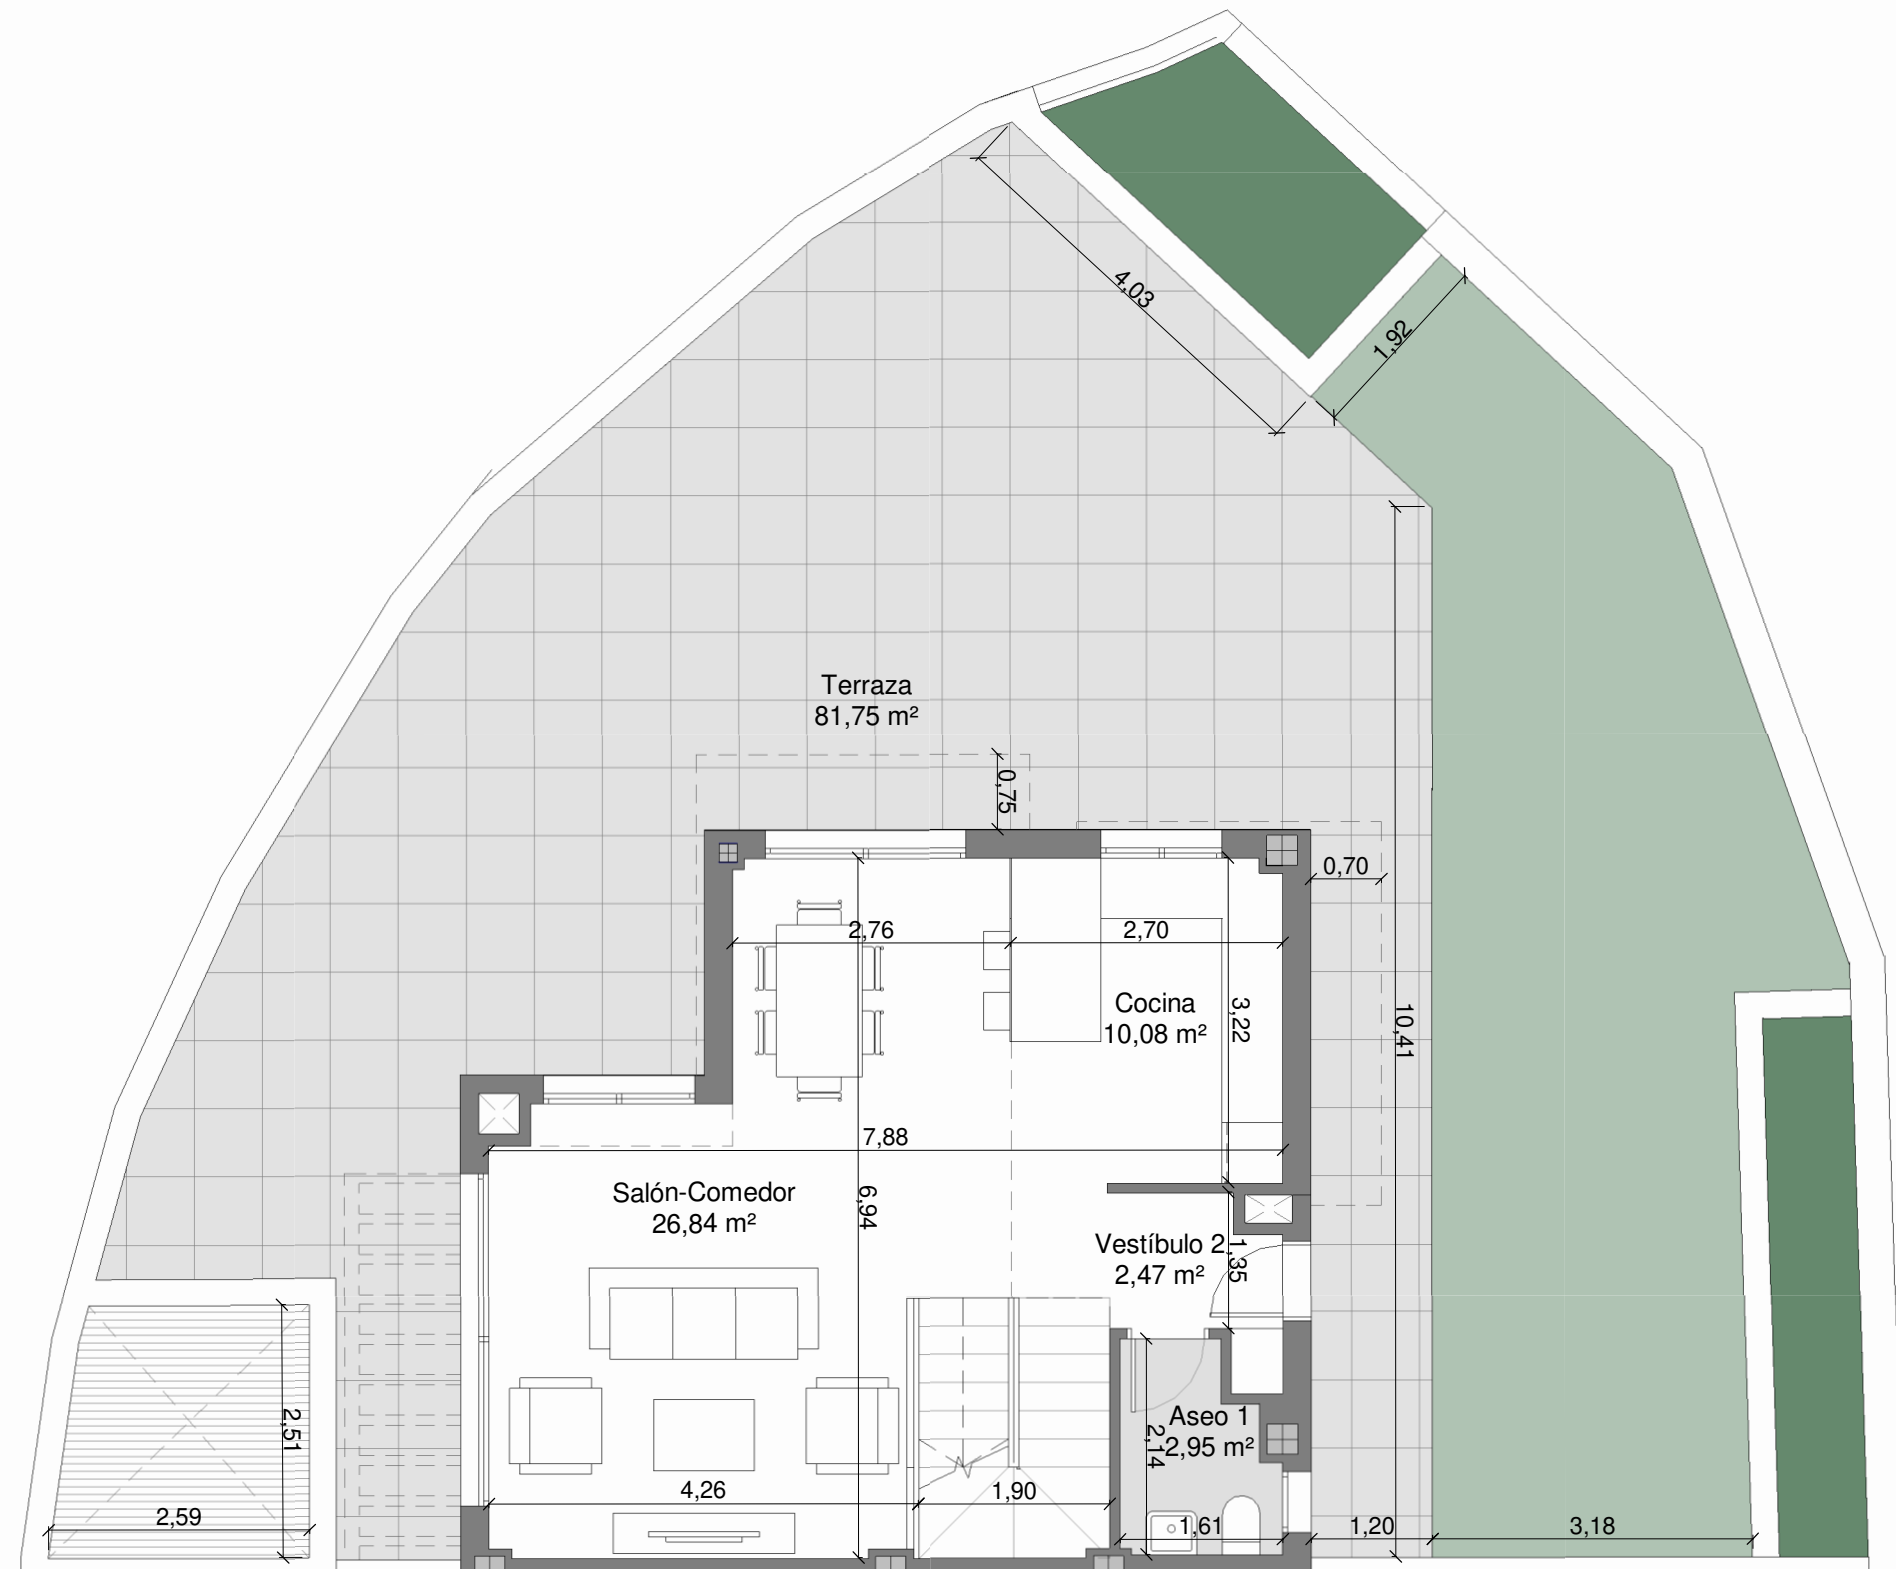 4,03
1,92
Terraza
81,75 m²
0,75
0,70
2,76
2,70
Cocina
10,08 m²
3,22
10,41
7,88
Salón-Comedor
26,84 m²
6,94
Vestíbulo 2
2,47 m²
1,35
2,51
Aseo 1
2,95 m²
2,14
4,26
1,90
2,59
1,61
1,20
3,18